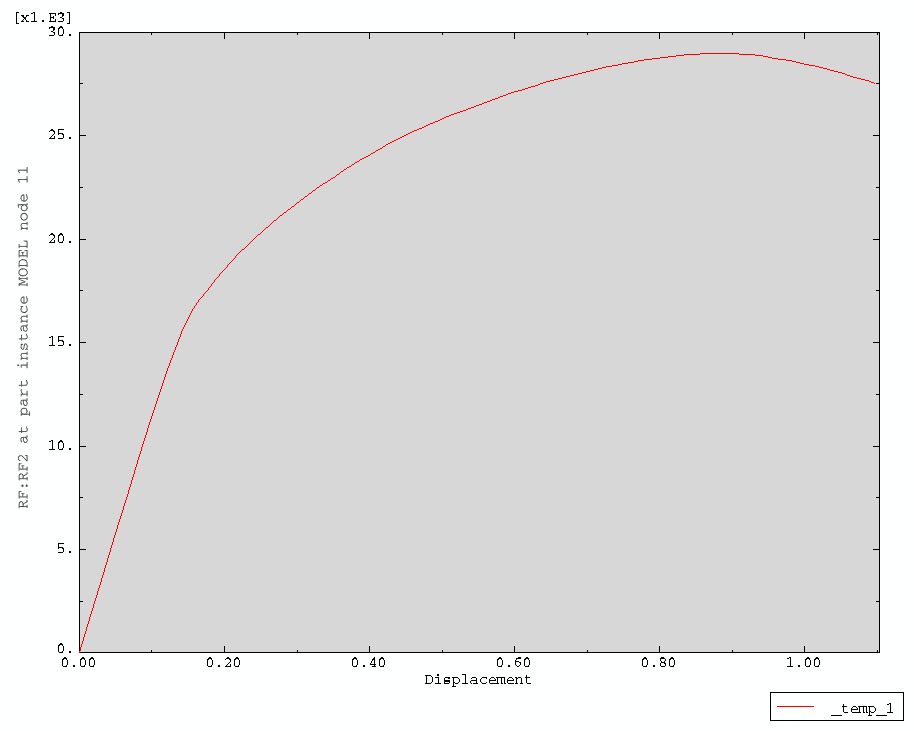 [x1.E3]
30.
25.
20.
15.
10.
5.
0.
RF:RF2 at part instance MODEL node 11
0.00 0.20 0.40 0.60 0.80 1.00
Displacement
_temp_1